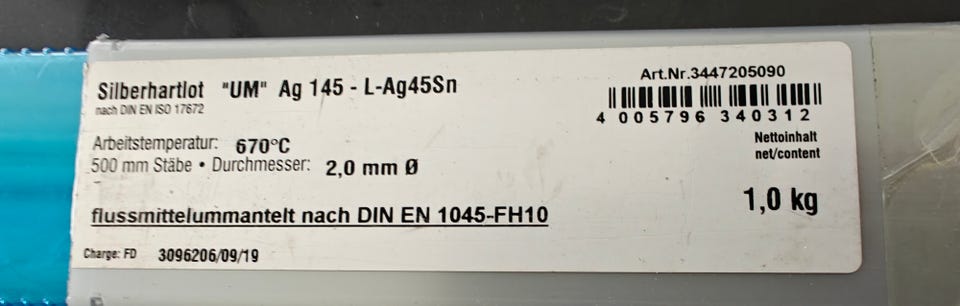 Silberhartlot "UM" Ag 145 - L-Ag45Sn
nach DIN EN ISO 17672
Arbeitstemperatur: 670°C
500 mm Stäbe • Durchmesser: 2,0 mm Ø
flussmittelummantelt nach DIN EN 1045-FH10
Charge: FD 3096206/09/19
Art.Nr.3447205090
4 005796 340312
Nettoinhalt
net/content
1,0 kg